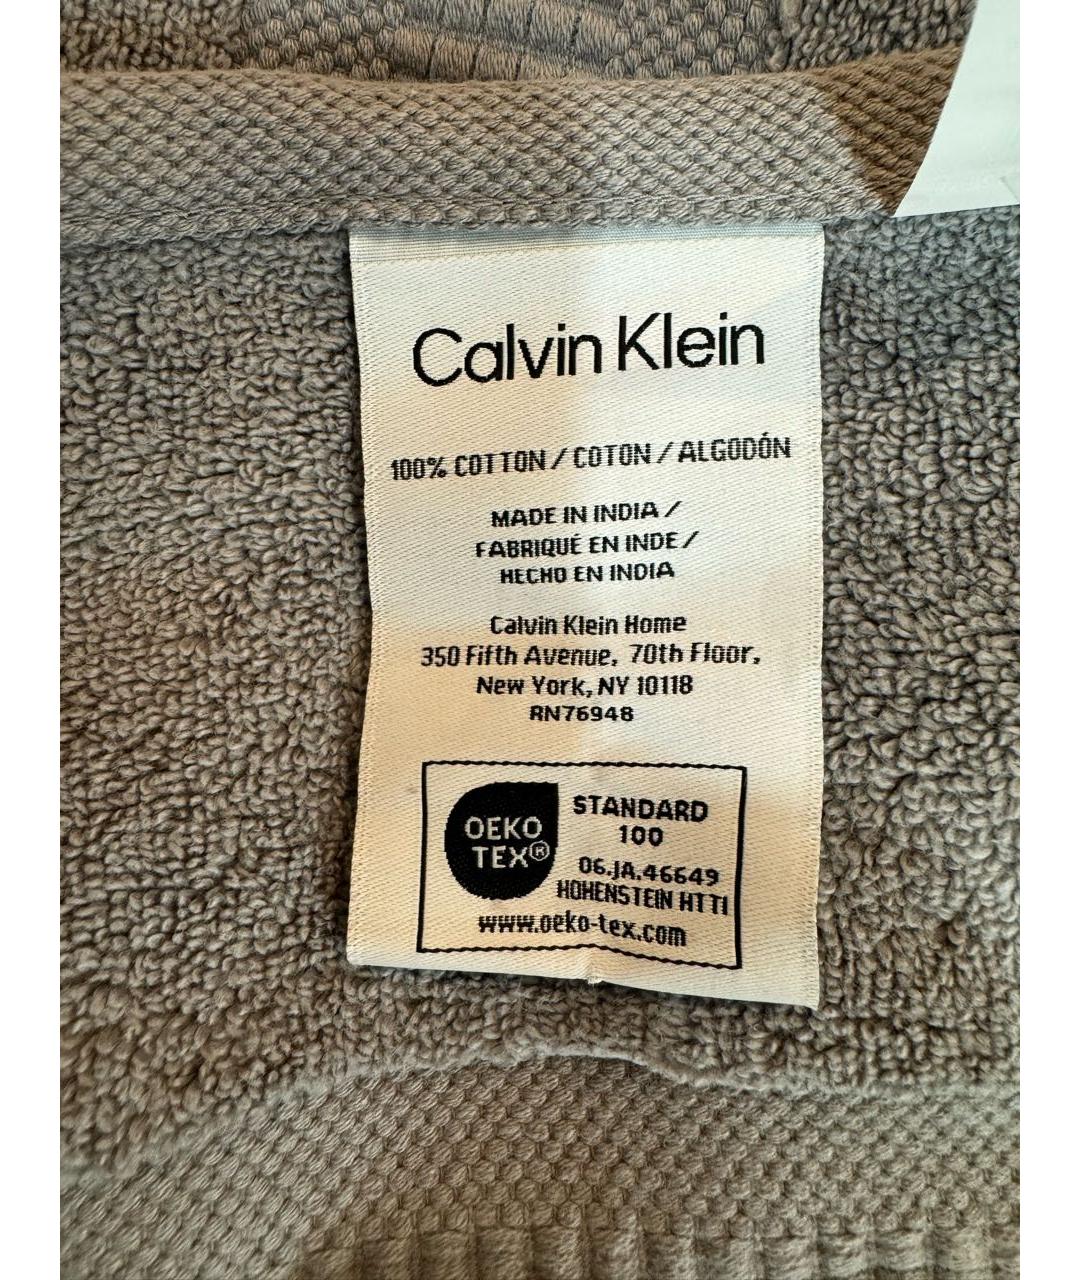 Calvin Klein
100% COTTON / COTON / ALGODÓN
MADE IN INDIA /
FABRIQUÉ EN INDE /
HECHO EN INDIA
Calvin Klein Home
350 Fifth Avenue, 70th Floor,
New York, NY 10118
RN76948
OEKO
TEX®
STANDARD
100
06.JA.46649
HOHENSTEIN HTTI
www.oeko-tex.com